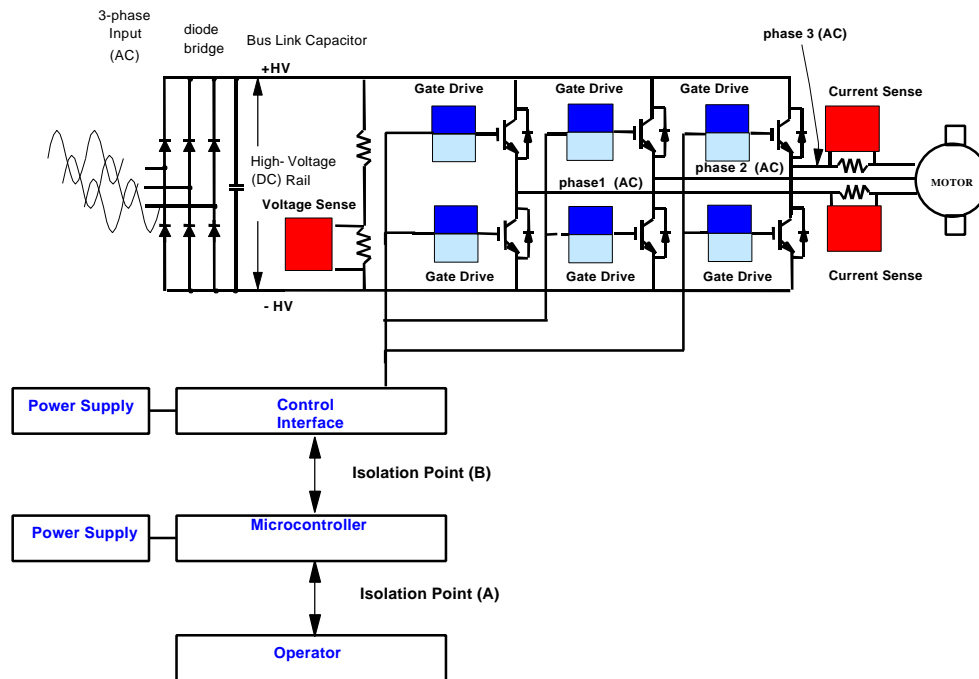 3-phase
Input
(AC)
diode
bridge
Bus Link Capacitor
+HV
phase 3 (AC)
Gate Drive
Gate Drive
Gate Drive
Current Sense
High- Voltage
(DC) Rail
Voltage Sense
phase1 (AC)
phase 2 (AC)
MOTOR
Gate Drive
Gate Drive
Gate Drive
Current Sense
- HV
Power Supply
Control
Interface
Isolation Point (B)
Power Supply
Microcontroller
Isolation Point (A)
Operator